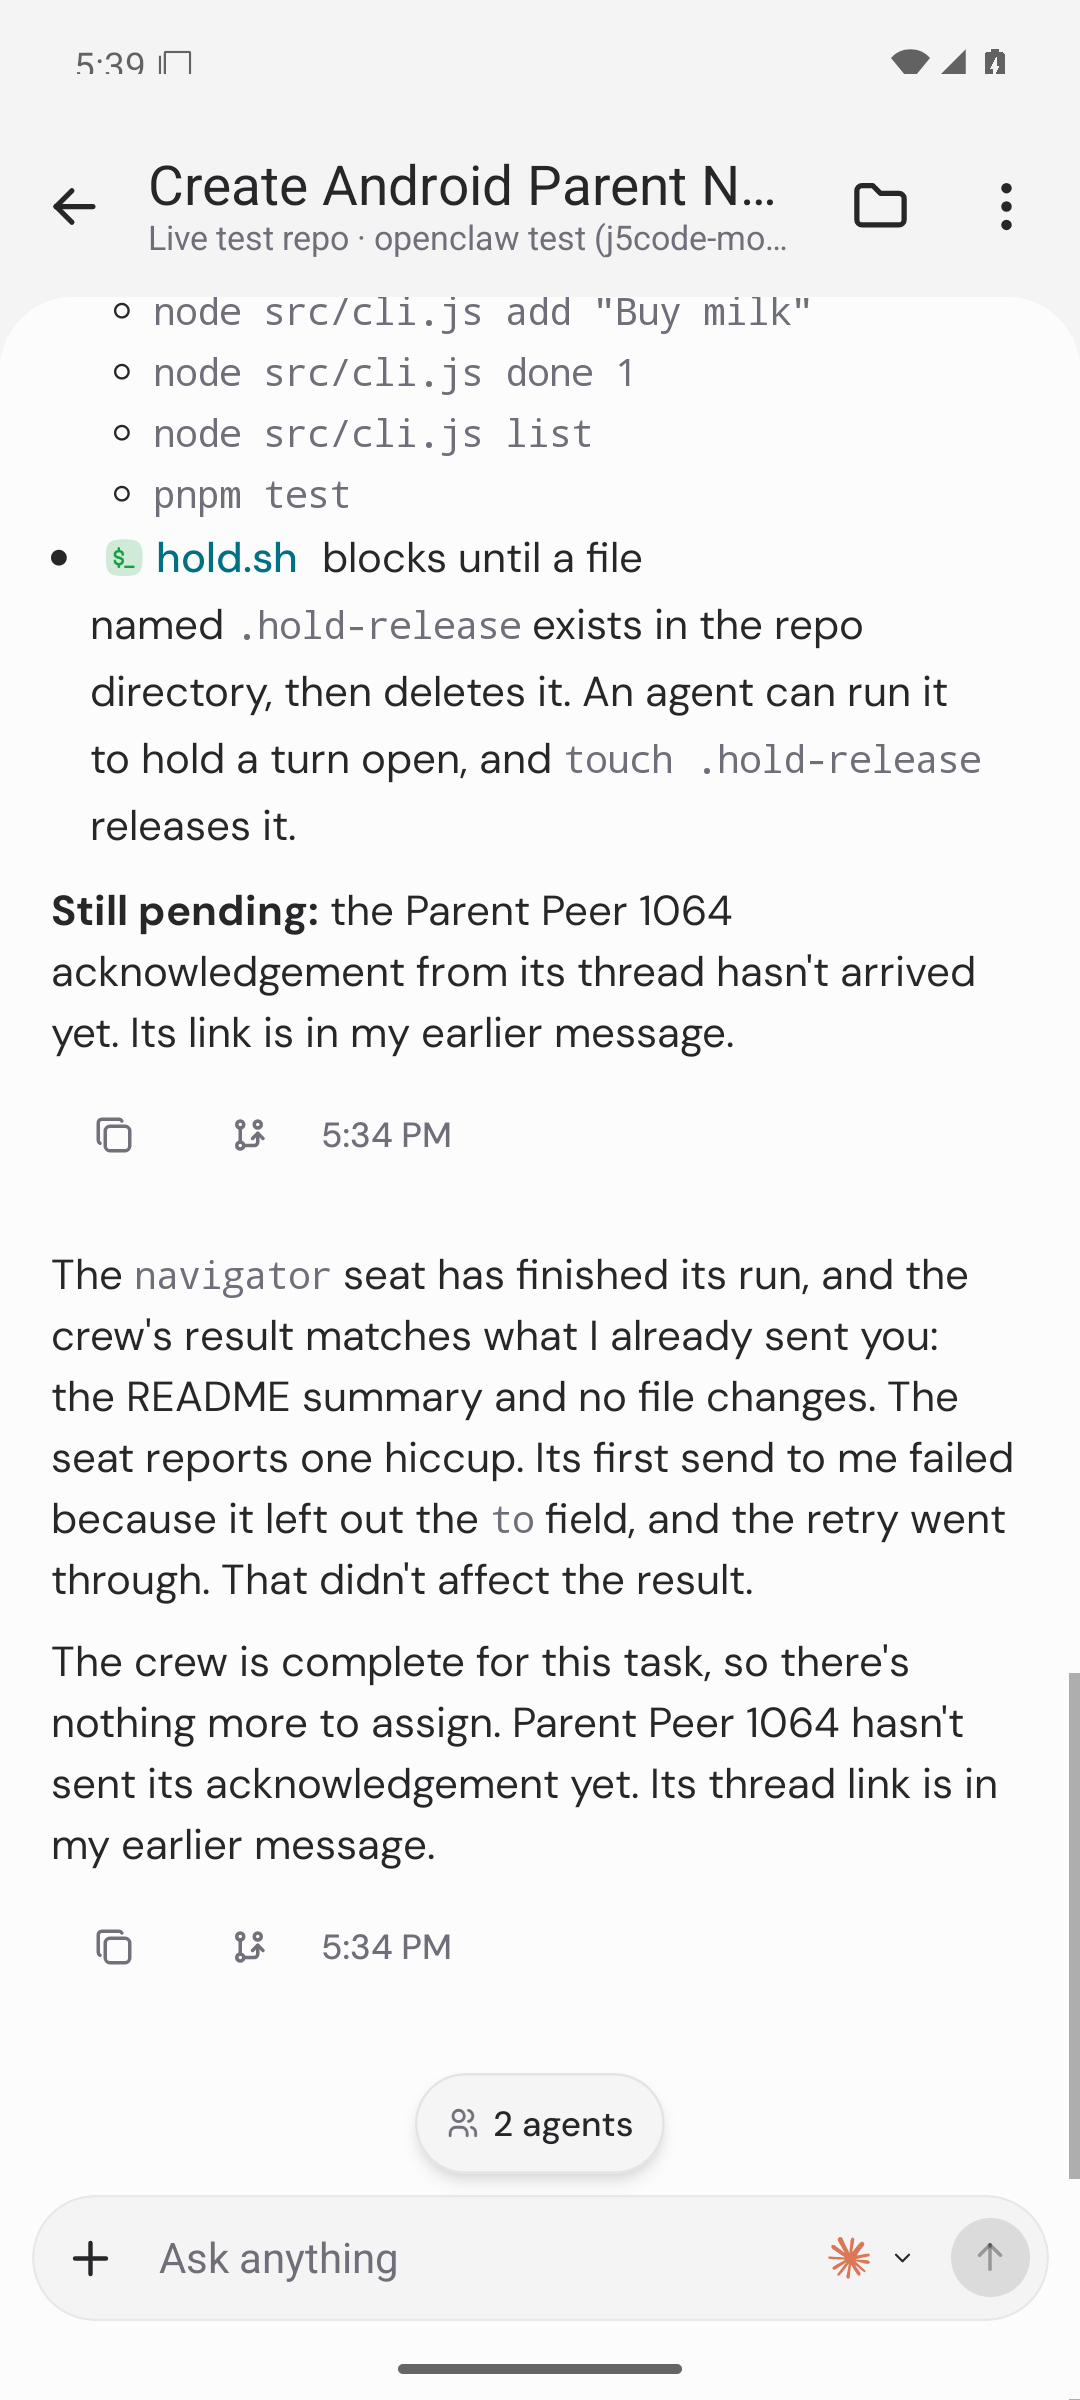 5:39
Create Android Parent N…
Live test repo · openclaw test (j5code-mo…
node src/cli.js add "Buy milk"
node src/cli.js done 1
node src/cli.js list
pnpm test
$_ hold.sh blocks until a file
named .hold-release exists in the repo
directory, then deletes it. An agent can run it
to hold a turn open, and touch .hold-release
releases it.
Still pending: the Parent Peer 1064
acknowledgement from its thread hasn't arrived
yet. Its link is in my earlier message.
5:34 PM
The navigator seat has finished its run, and the
crew's result matches what I already sent you:
the README summary and no file changes. The
seat reports one hiccup. Its first send to me failed
because it left out the to field, and the retry went
through. That didn't affect the result.
The crew is complete for this task, so there's
nothing more to assign. Parent Peer 1064 hasn't
sent its acknowledgement yet. Its thread link is in
my earlier message.
5:34 PM
2 agents
Ask anything